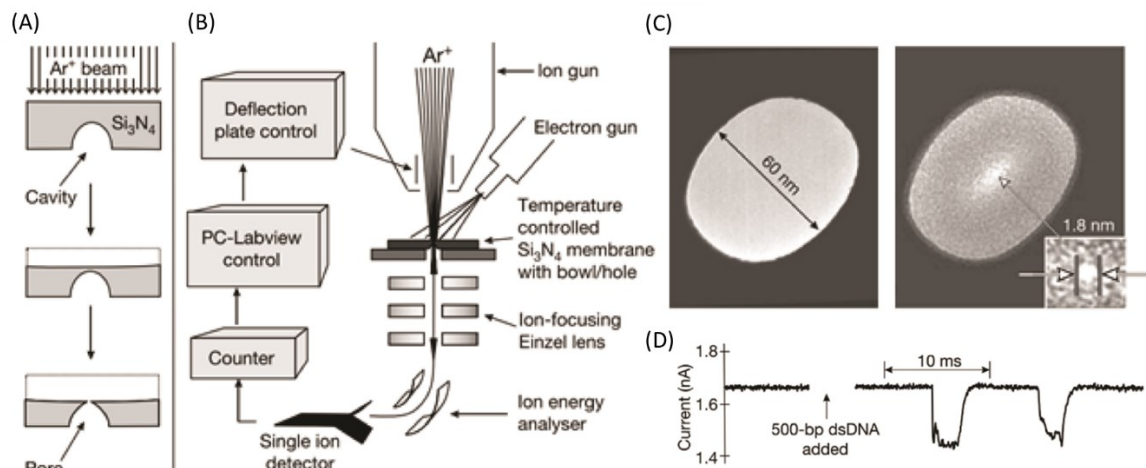 (A)
Ar+ beam
Si3N4
Cavity
Pore
(B)
Ar+
Ion gun
Deflection
plate control
Electron gun
PC-Labview
control
Temperature
controlled
Si3N4 membrane
with bowl/hole
Ion-focusing
Einzel lens
Counter
Ion energy
analyser
Single ion
detector
(C)
60 nm
1.8 nm
(D)
Current (nA)
1.8
1.6
1.4
10 ms
500-bp dsDNA
added